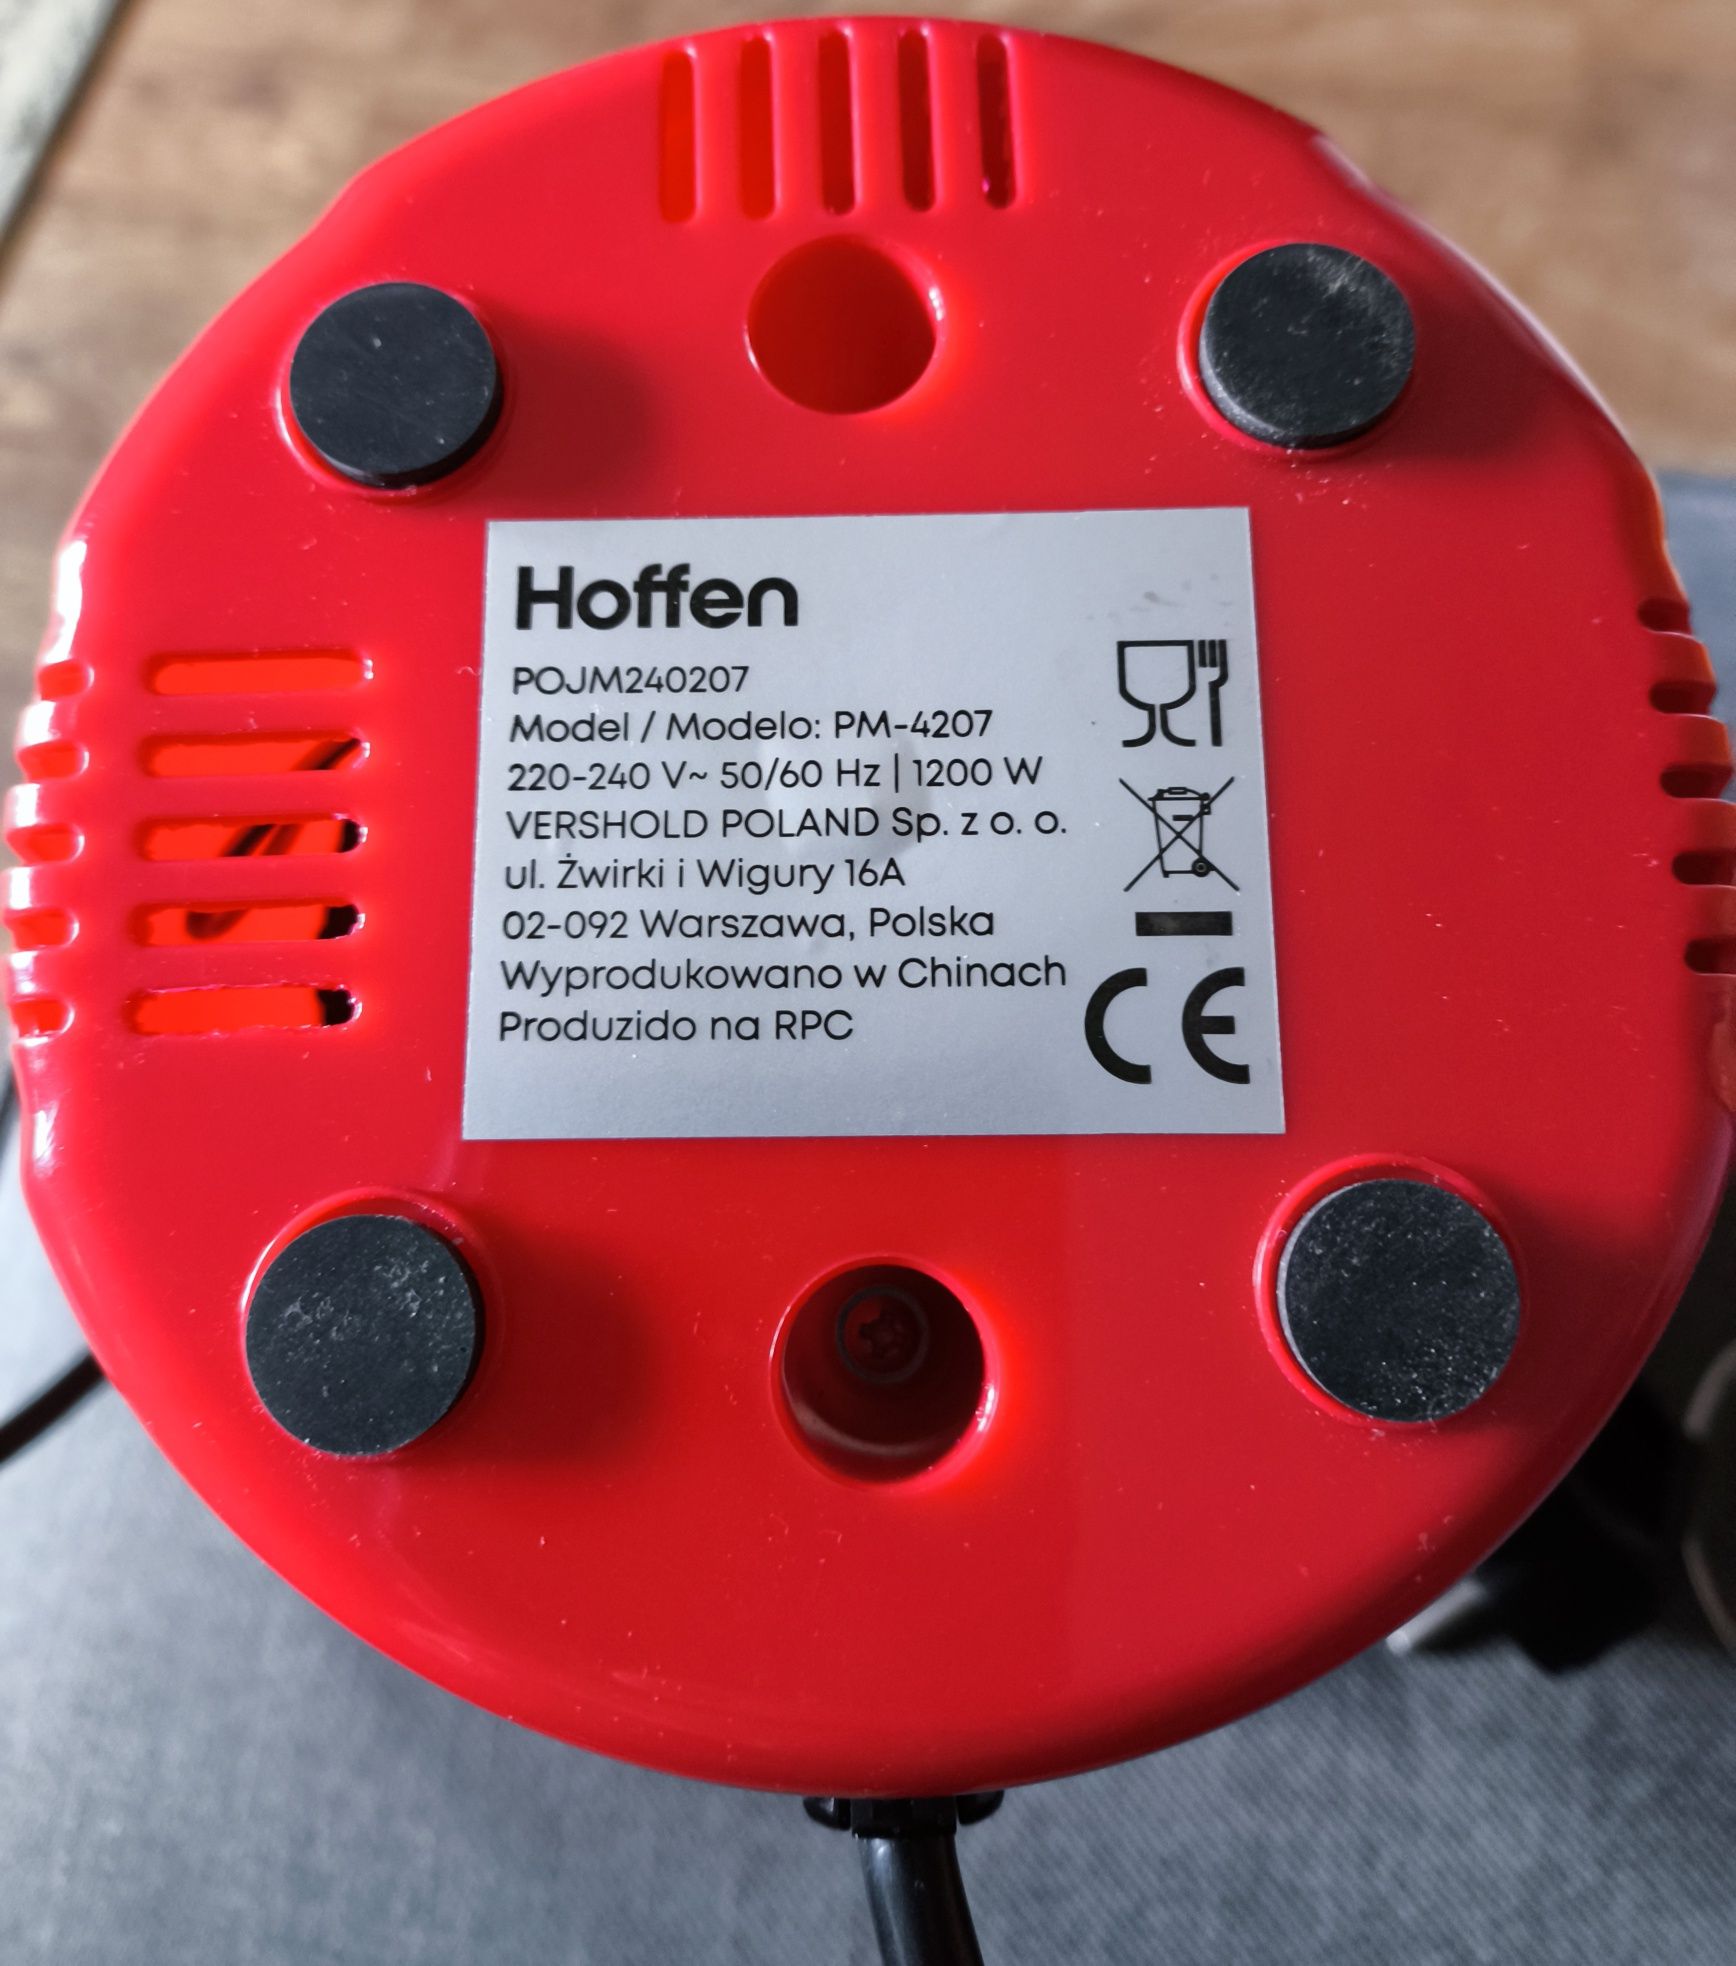 Hoffen
POJM240207
Model / Modelo: PM-4207
220-240 V~ 50/60 Hz | 1200 W
VERSHOLD POLAND Sp. z o. o.
ul. Żwirki i Wigury 16A
02-092 Warszawa, Polska
Wyprodukowano w Chinach
Produzido na RPC
CE